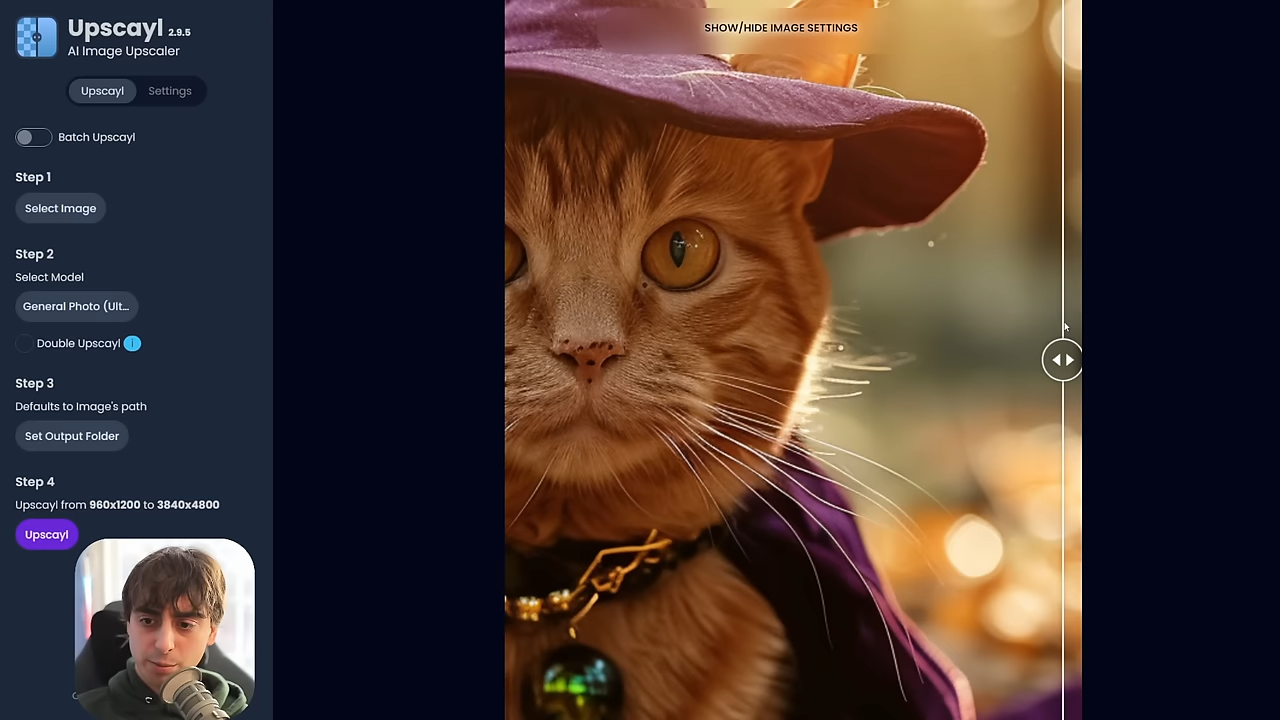 Upscayl 2.9.5
AI Image Upscaler
Upscayl Settings
Batch Upscayl
Step 1
Select Image
Step 2
Select Model
General Photo (Ult...
Double Upscayl
Step 3
Defaults to Image's path
Set Output Folder
Step 4
Upscayl from 960x1200 to 3840x4800
Upscayl
SHOW/HIDE IMAGE SETTINGS